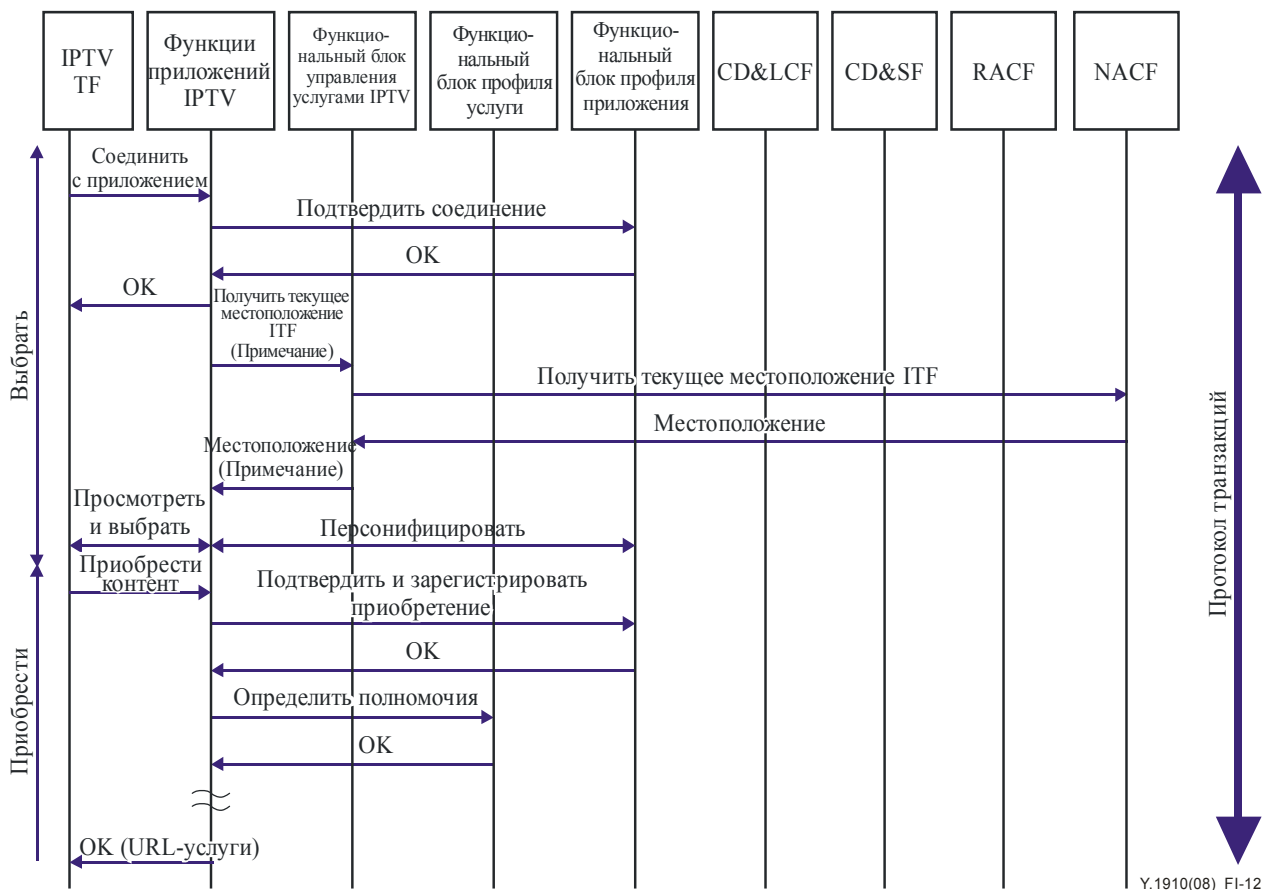 IPTV
TF
Функции
приложений
IPTV
Функцио-
нальный блок
управления
услугами IPTV
Функцио-
нальный
блок профиля
услуги
Функцио-
нальный
блок профиля
приложения
CD&LCF
CD&SF
RACF
NACF
Соединить
с приложением
Подтвердить соединение
OK
OK
Получить текущее
местоположение
ITF
(Примечание)
Получить текущее местоположение ITF
Местоположение
Местоположение
(Примечание)
Просмотреть
и выбрать
Персонифицировать
Приобрести
контент
Подтвердить и зарегистрировать
приобретение
OK
Определить полномочия
OK
OK (URL-услуги)
Выбрать
Приобрести
Протокол транзакций
Y.1910(08)_FI-12